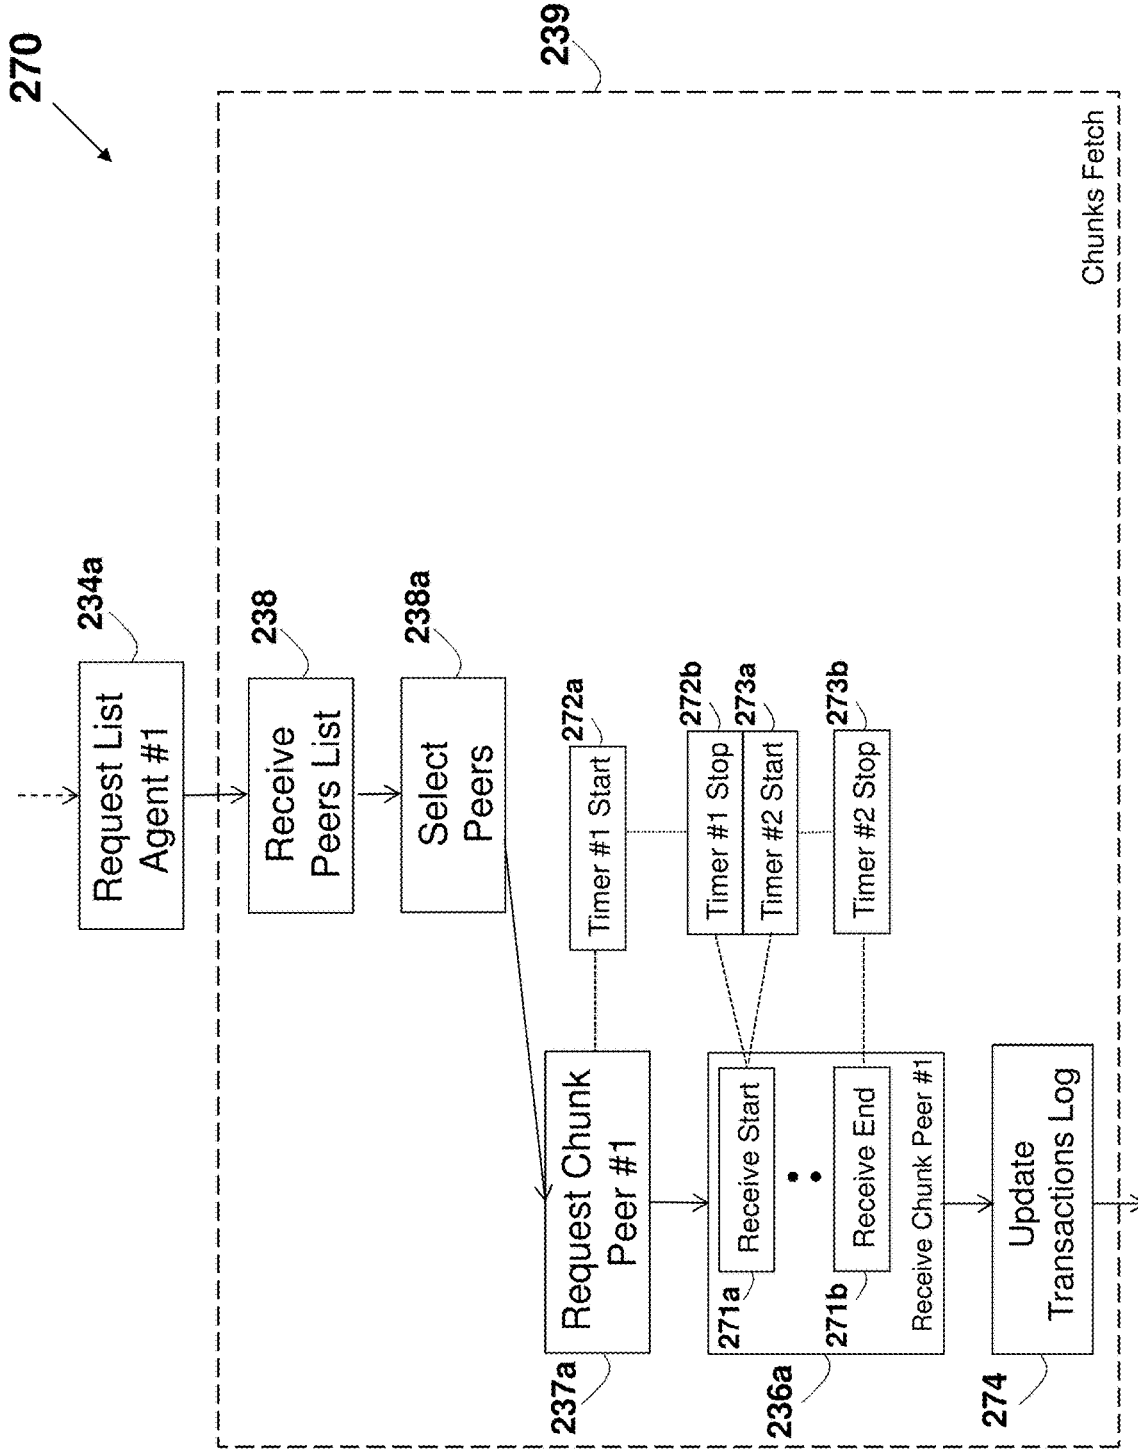 270
234a
Request List
Agent #1
239
238
Receive
Peers List
238a
Select
Peers
272a
Timer #1 Start
237a
Request Chunk
Peer #1
272b
Timer #1 Stop
273a
Timer #2 Start
273b
Timer #2 Stop
236a
271a
Receive Start
271b
Receive End
Receive Chunk Peer #1
274
Update
Transactions Log
Chunks Fetch